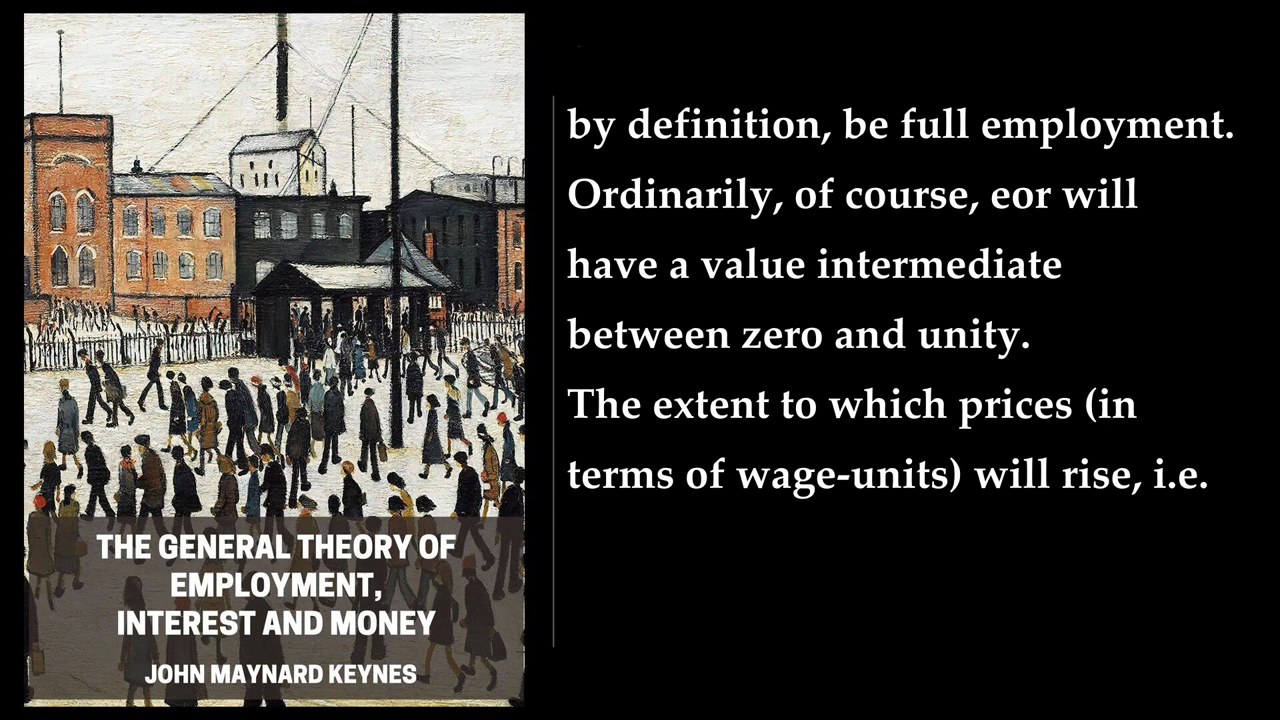 by definition, be full employment.
Ordinarily, of course, eor will
have a value intermediate
between zero and unity.
The extent to which prices (in
terms of wage-units) will rise, i.e.
THE GENERAL THEORY OF
EMPLOYMENT,
INTEREST AND MONEY
JOHN MAYNARD KEYNES